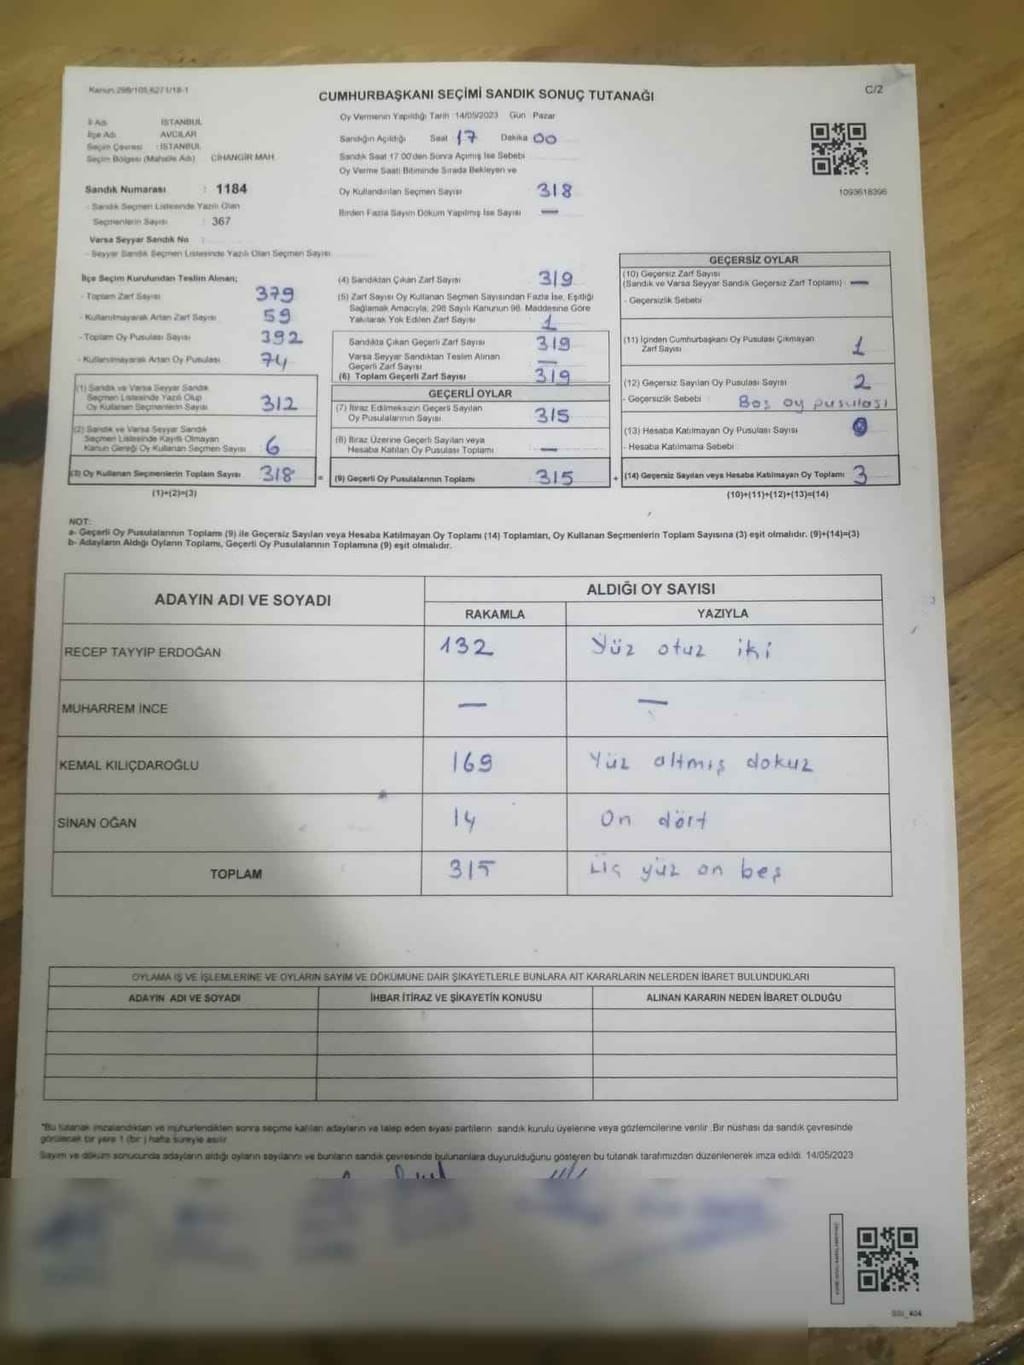 Kanun 298/105,6271/18-1
CUMHURBAŞKANI SEÇİMİ SANDIK SONUÇ TUTANAĞI
C/2
İl Adı : İSTANBUL
İlçe Adı : AVCILAR
Seçim Çevresi : İSTANBUL
Seçim Bölgesi (Mahalle Adı) CİHANGİR MAH.
Sandık Numarası : 1184
- Sandık Seçmen Listesinde Yazılı Olan
Seçmenlerin Sayısı : 367
Varsa Seyyar Sandık No :
- Seyyar Sandık Seçmen Listesinde Yazılı Olan Seçmen Sayısı
Oy Vermenin Yapıldığı Tarih 14/05/2023 Gün Pazar
Sandığın Açıldığı Saat 17 Dakika 00
Sandık Saat 17:00'den Sonra Açılmış İse Sebebi
Oy Verme Saati Bitiminde Sırada Bekleyen ve
Oy Kullandırılan Seçmen Sayısı 318
Birden Fazla Sayım Döküm Yapılmış İse Sayısı —
1093618396
İlçe Seçim Kurulundan Teslim Alınan;
- Toplam Zarf Sayısı 379
- Kullanılmayarak Artan Zarf Sayısı 59
- Toplam Oy Pusulası Sayısı 392
- Kullanılmayarak Artan Oy Pusulası 74
(1) Sandık ve Varsa Seyyar Sandık
Seçmen Listesinde Yazılı Olup
Oy Kullanan Seçmenlerin Sayısı 312
(2) Sandık ve Varsa Seyyar Sandık
Seçmen Listesinde Kayıtlı Olmayan
Kanun Gereği Oy Kullanan Seçmen Sayısı 6
(3) Oy Kullanan Seçmenlerin Toplam Sayısı 318
(1)+(2)=(3)
(4) Sandıktan Çıkan Zarf Sayısı 319
(5) Zarf Sayısı Oy Kullanan Seçmen Sayısından Fazla İse, Eşitliği
Sağlamak Amacıyla, 298 Sayılı Kanunun 98. Maddesine Göre
Yakılarak Yok Edilen Zarf Sayısı 1
Sandıkta Çıkan Geçerli Zarf Sayısı 319
Varsa Seyyar Sandıktan Teslim Alınan
Geçerli Zarf Sayısı —
(6) Toplam Geçerli Zarf Sayısı 319
GEÇERLİ OYLAR
(7) İtiraz Edilmeksizin Geçerli Sayılan
Oy Pusulalarının Sayısı 315
(8) İtiraz Üzerine Geçerli Sayılan veya
Hesaba Katılan Oy Pusulası Toplamı —
= (9) Geçerli Oy Pusulalarının Toplamı 315
GEÇERSİZ OYLAR
(10) Geçersiz Zarf Sayısı
(Sandık ve Varsa Seyyar Sandık Geçersiz Zarf Toplamı) —
- Geçersizlik Sebebi
(11) İçinden Cumhurbaşkanı Oy Pusulası Çıkmayan
Zarf Sayısı 1
(12) Geçersiz Sayılan Oy Pusulası Sayısı 2
- Geçersizlik Sebebi : Boş oy pusulası
(13) Hesaba Katılmayan Oy Pusulası Sayısı 0
- Hesaba Katılmama Sebebi :
+ (14) Geçersiz Sayılan veya Hesaba Katılmayan Oy Toplamı 3
(10)+(11)+(12)+(13)=(14)
NOT:
a- Geçerli Oy Pusulalarının Toplamı (9) ile Geçersiz Sayılan veya Hesaba Katılmayan Oy Toplamı (14) Toplamları, Oy Kullanan Seçmenlerin Toplam Sayısına (3) eşit olmalıdır. (9)+(14)=(3)
b- Adayların Aldığı Oyların Toplamı, Geçerli Oy Pusulalarının Toplamına (9) eşit olmalıdır.
ADAYIN ADI VE SOYADI ALDIĞI OY SAYISI
RAKAMLA YAZIYLA
RECEP TAYYIP ERDOĞAN 132 Yüz otuz iki
MUHARREM İNCE — —
KEMAL KILIÇDAROĞLU 169 Yüz altmış dokuz
SİNAN OĞAN 14 On dört
TOPLAM 315 Üç yüz on beş
OYLAMA İŞ VE İŞLEMLERİNE VE OYLARIN SAYIM VE DÖKÜMÜNE DAİR ŞİKAYETLERLE BUNLARA AİT KARARLARIN NELERDEN İBARET BULUNDUKLARI
ADAYIN ADI VE SOYADI İHBAR İTİRAZ VE ŞİKAYETİN KONUSU ALINAN KARARIN NEDEN İBARET OLDUĞU
"Bu tutanak imzalandıktan ve mühürlendikten sonra seçime katılan adayların ve talep eden siyasi partilerin sandık kurulu üyelerine veya gözlemcilerine verilir. Bir nüshası da sandık çevresinde
görülecek bir yere 1 (bir ) hafta süreyle asılır.
Sayım ve döküm sonucunda adayların aldığı oyların sayılarını ve bunların sandık çevresinde bulunanlara duyurulduğunu gösteren bu tutanak tarafımızdan düzenlenerek imza edildi. 14/05/2023